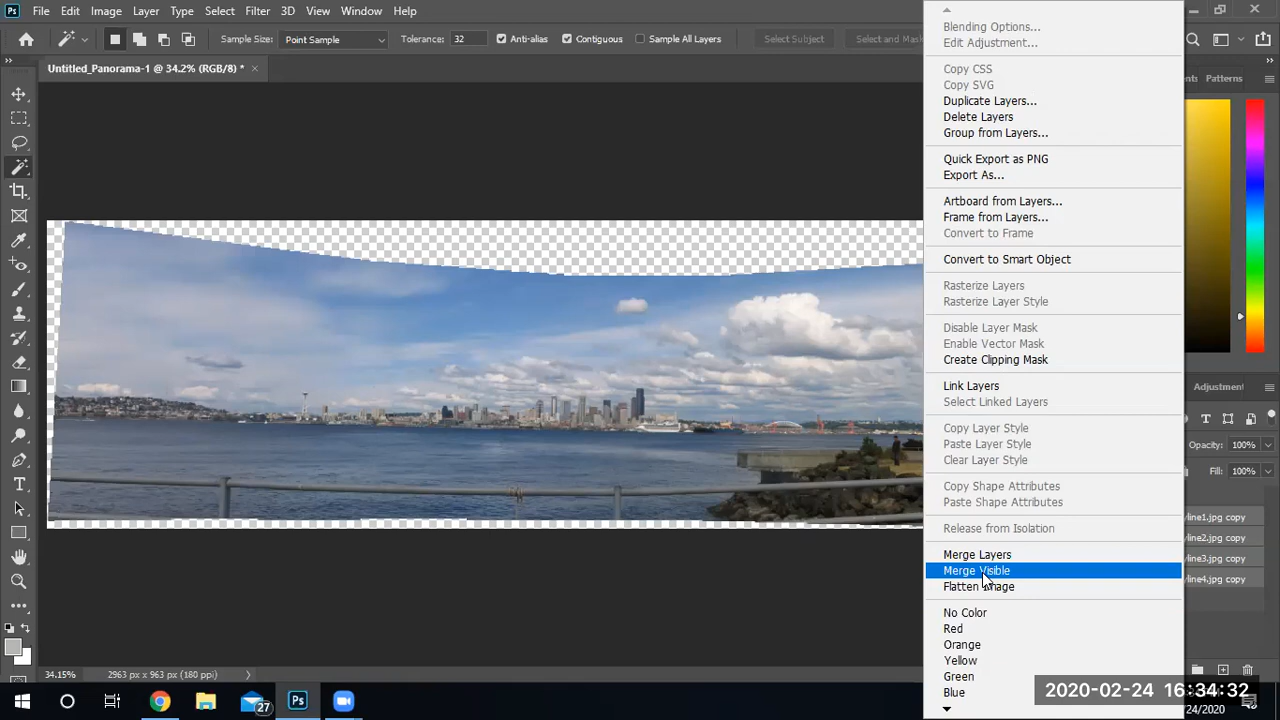 Ps File Edit Image Layer Type Select Filter 3D View Window Help
Sample Size: Point Sample Tolerance: 32 Anti-alias Contiguous Sample All Layers Select Subject Select and
Untitled_Panorama-1 @ 34.2% (RGB/8) *
Patterns
Blending Options...
Edit Adjustment...
Copy CSS
Copy SVG
Duplicate Layers...
Delete Layers
Group from Layers...
Quick Export as PNG
Export As...
Artboard from Layers...
Frame from Layers...
Convert to Frame
Convert to Smart Object
Rasterize Layers
Rasterize Layer Style
Disable Layer Mask
Enable Vector Mask
Create Clipping Mask
Link Layers
Select Linked Layers
Copy Layer Style
Paste Layer Style
Clear Layer Style
Copy Shape Attributes
Paste Shape Attributes
Release from Isolation
Merge Layers
Merge Visible
Flatten Image
No Color
Red
Orange
Yellow
Green
Blue
Adjustment
Opacity: 100%
Fill: 100%
line1.jpg copy
line2.jpg copy
line3.jpg copy
line4.jpg copy
34.15% 2963 px x 963 px (180 ppi)
27 Ps
2020-02-24 16:34:32
24/2020